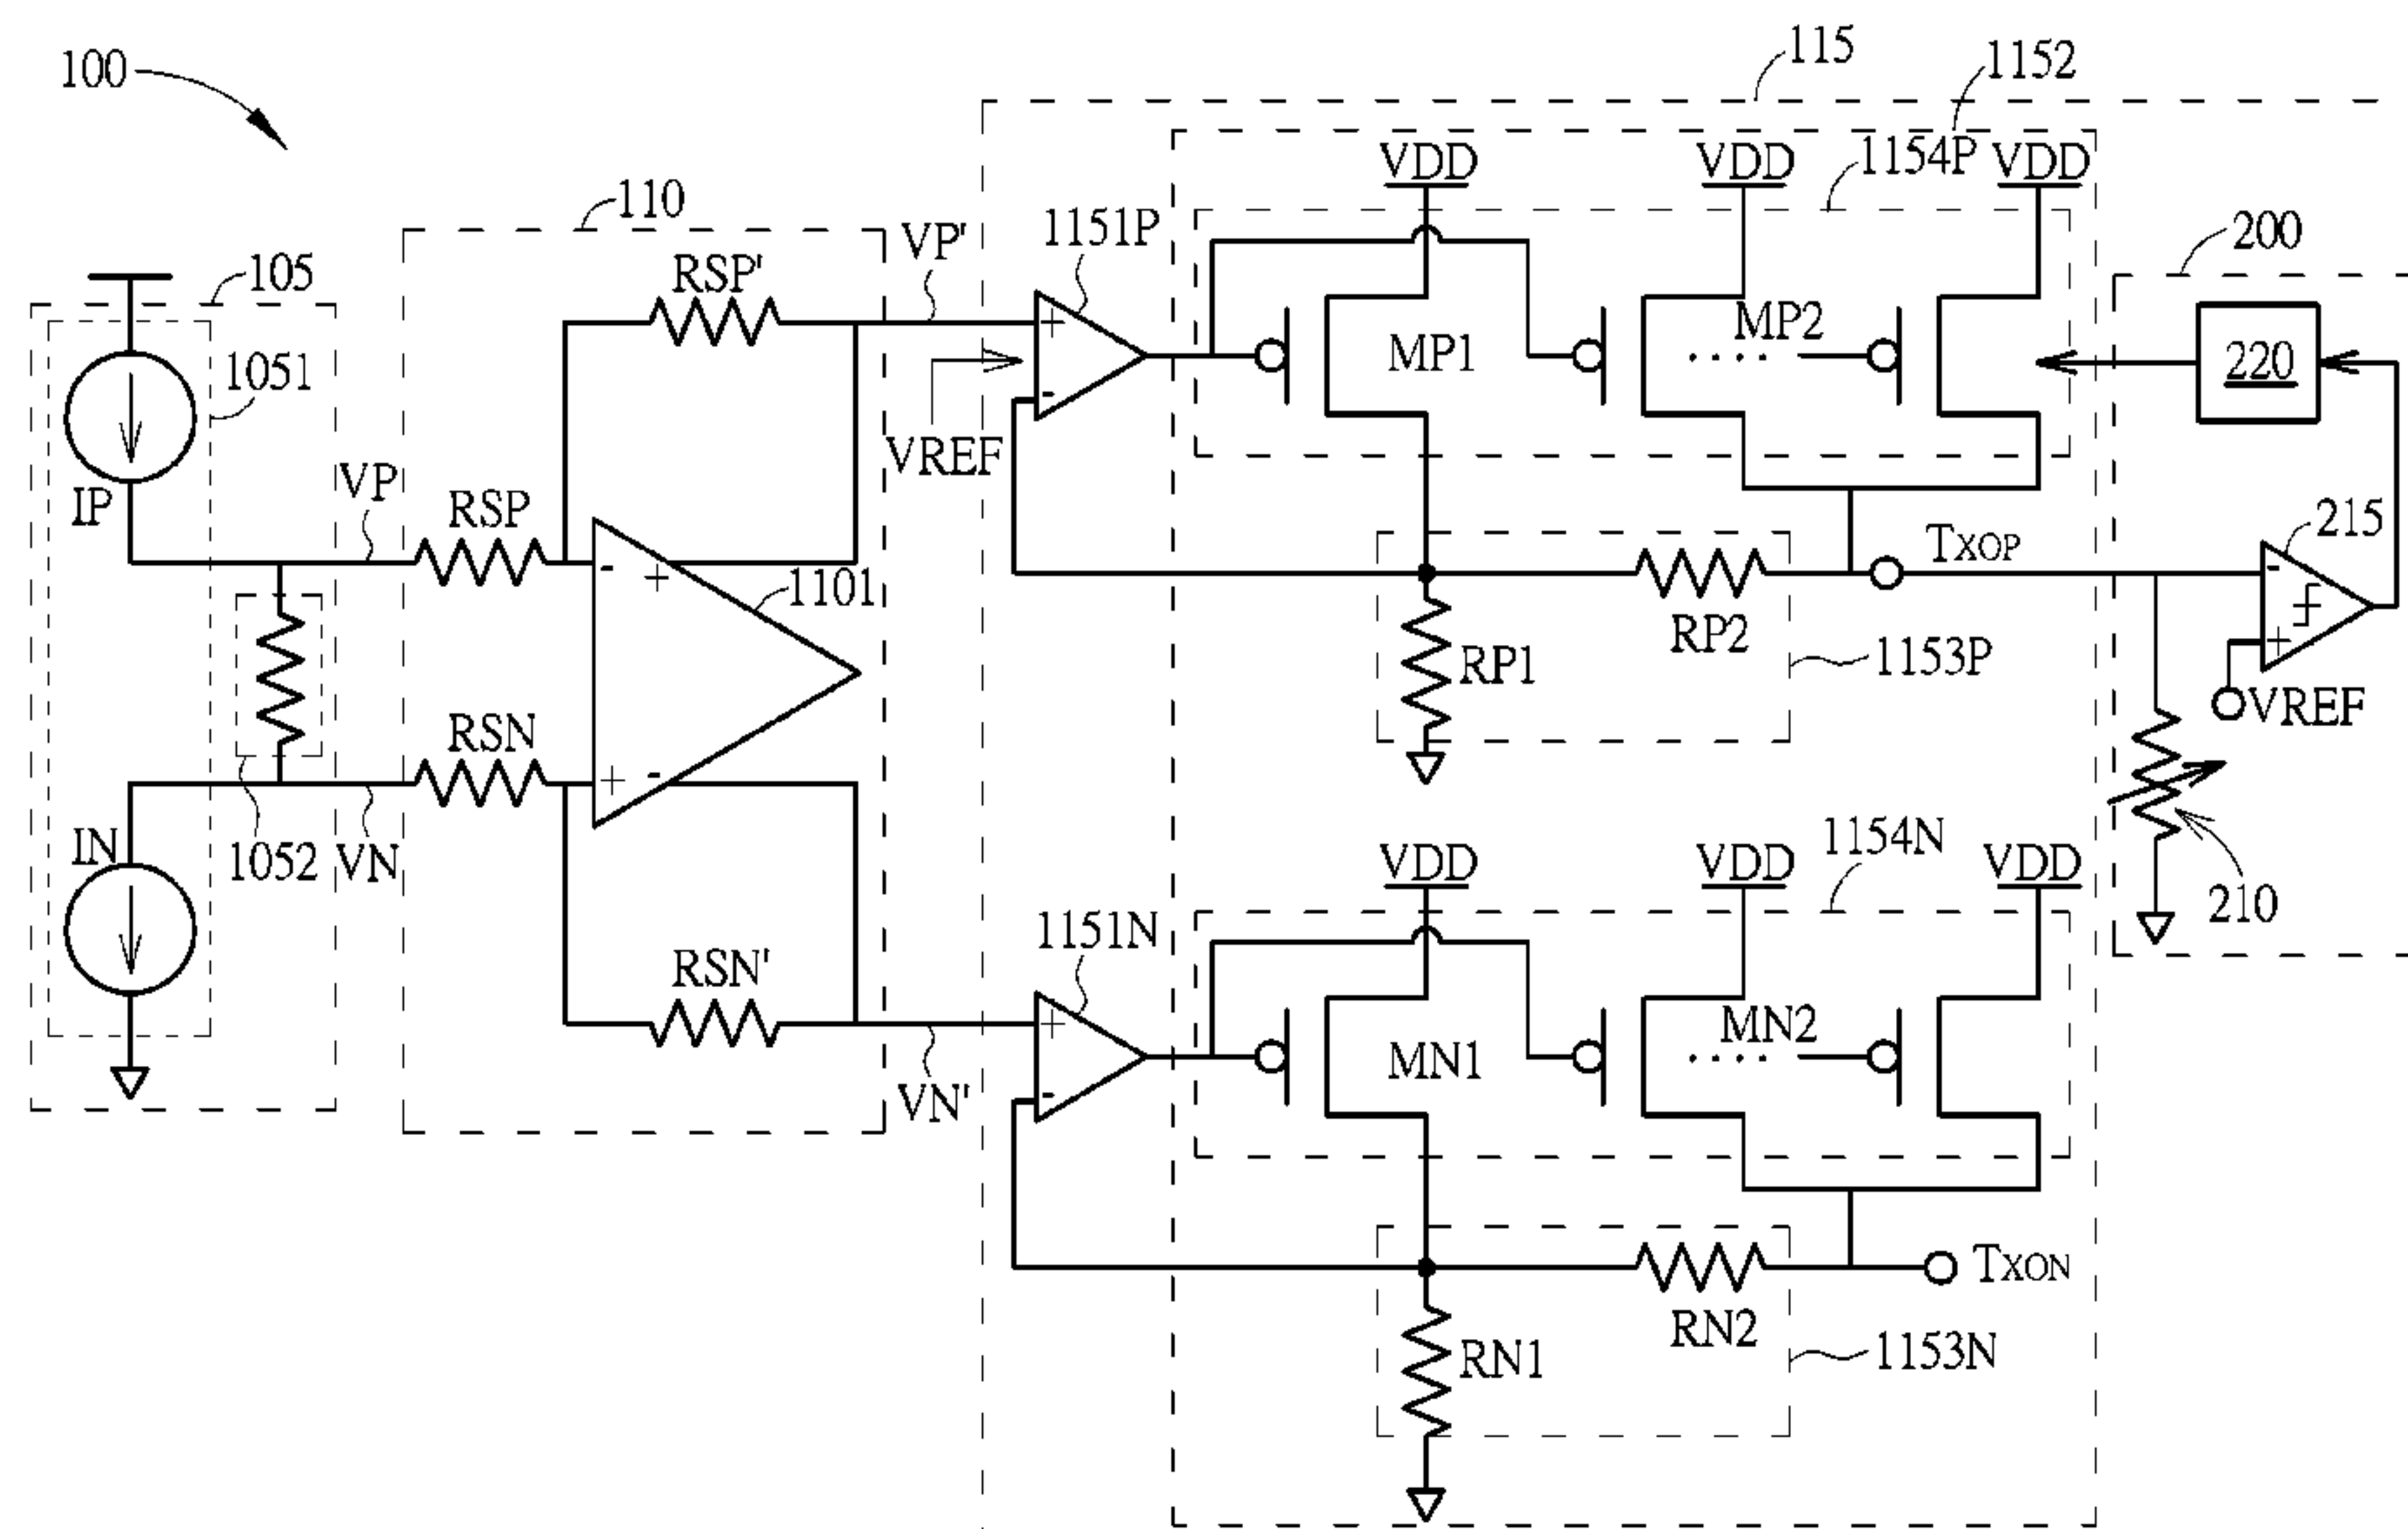 100
115
1152
VDD
VDD
1154P
VDD
110
1151P
VP'
200
105
RSP'
+
MP1
MP2
....
220
1051
-
VREF
IP
VP
RSP
-
+
1101
TXOP
215
-
+
RP2
RP1
1153P
VREF
RSN
+
-
IN
1052
VN
1154N
VDD
VDD
VDD
210
1151N
RSN'
+
MN1
MN2
....
-
VN'
TXON
RN2
RN1
1153N